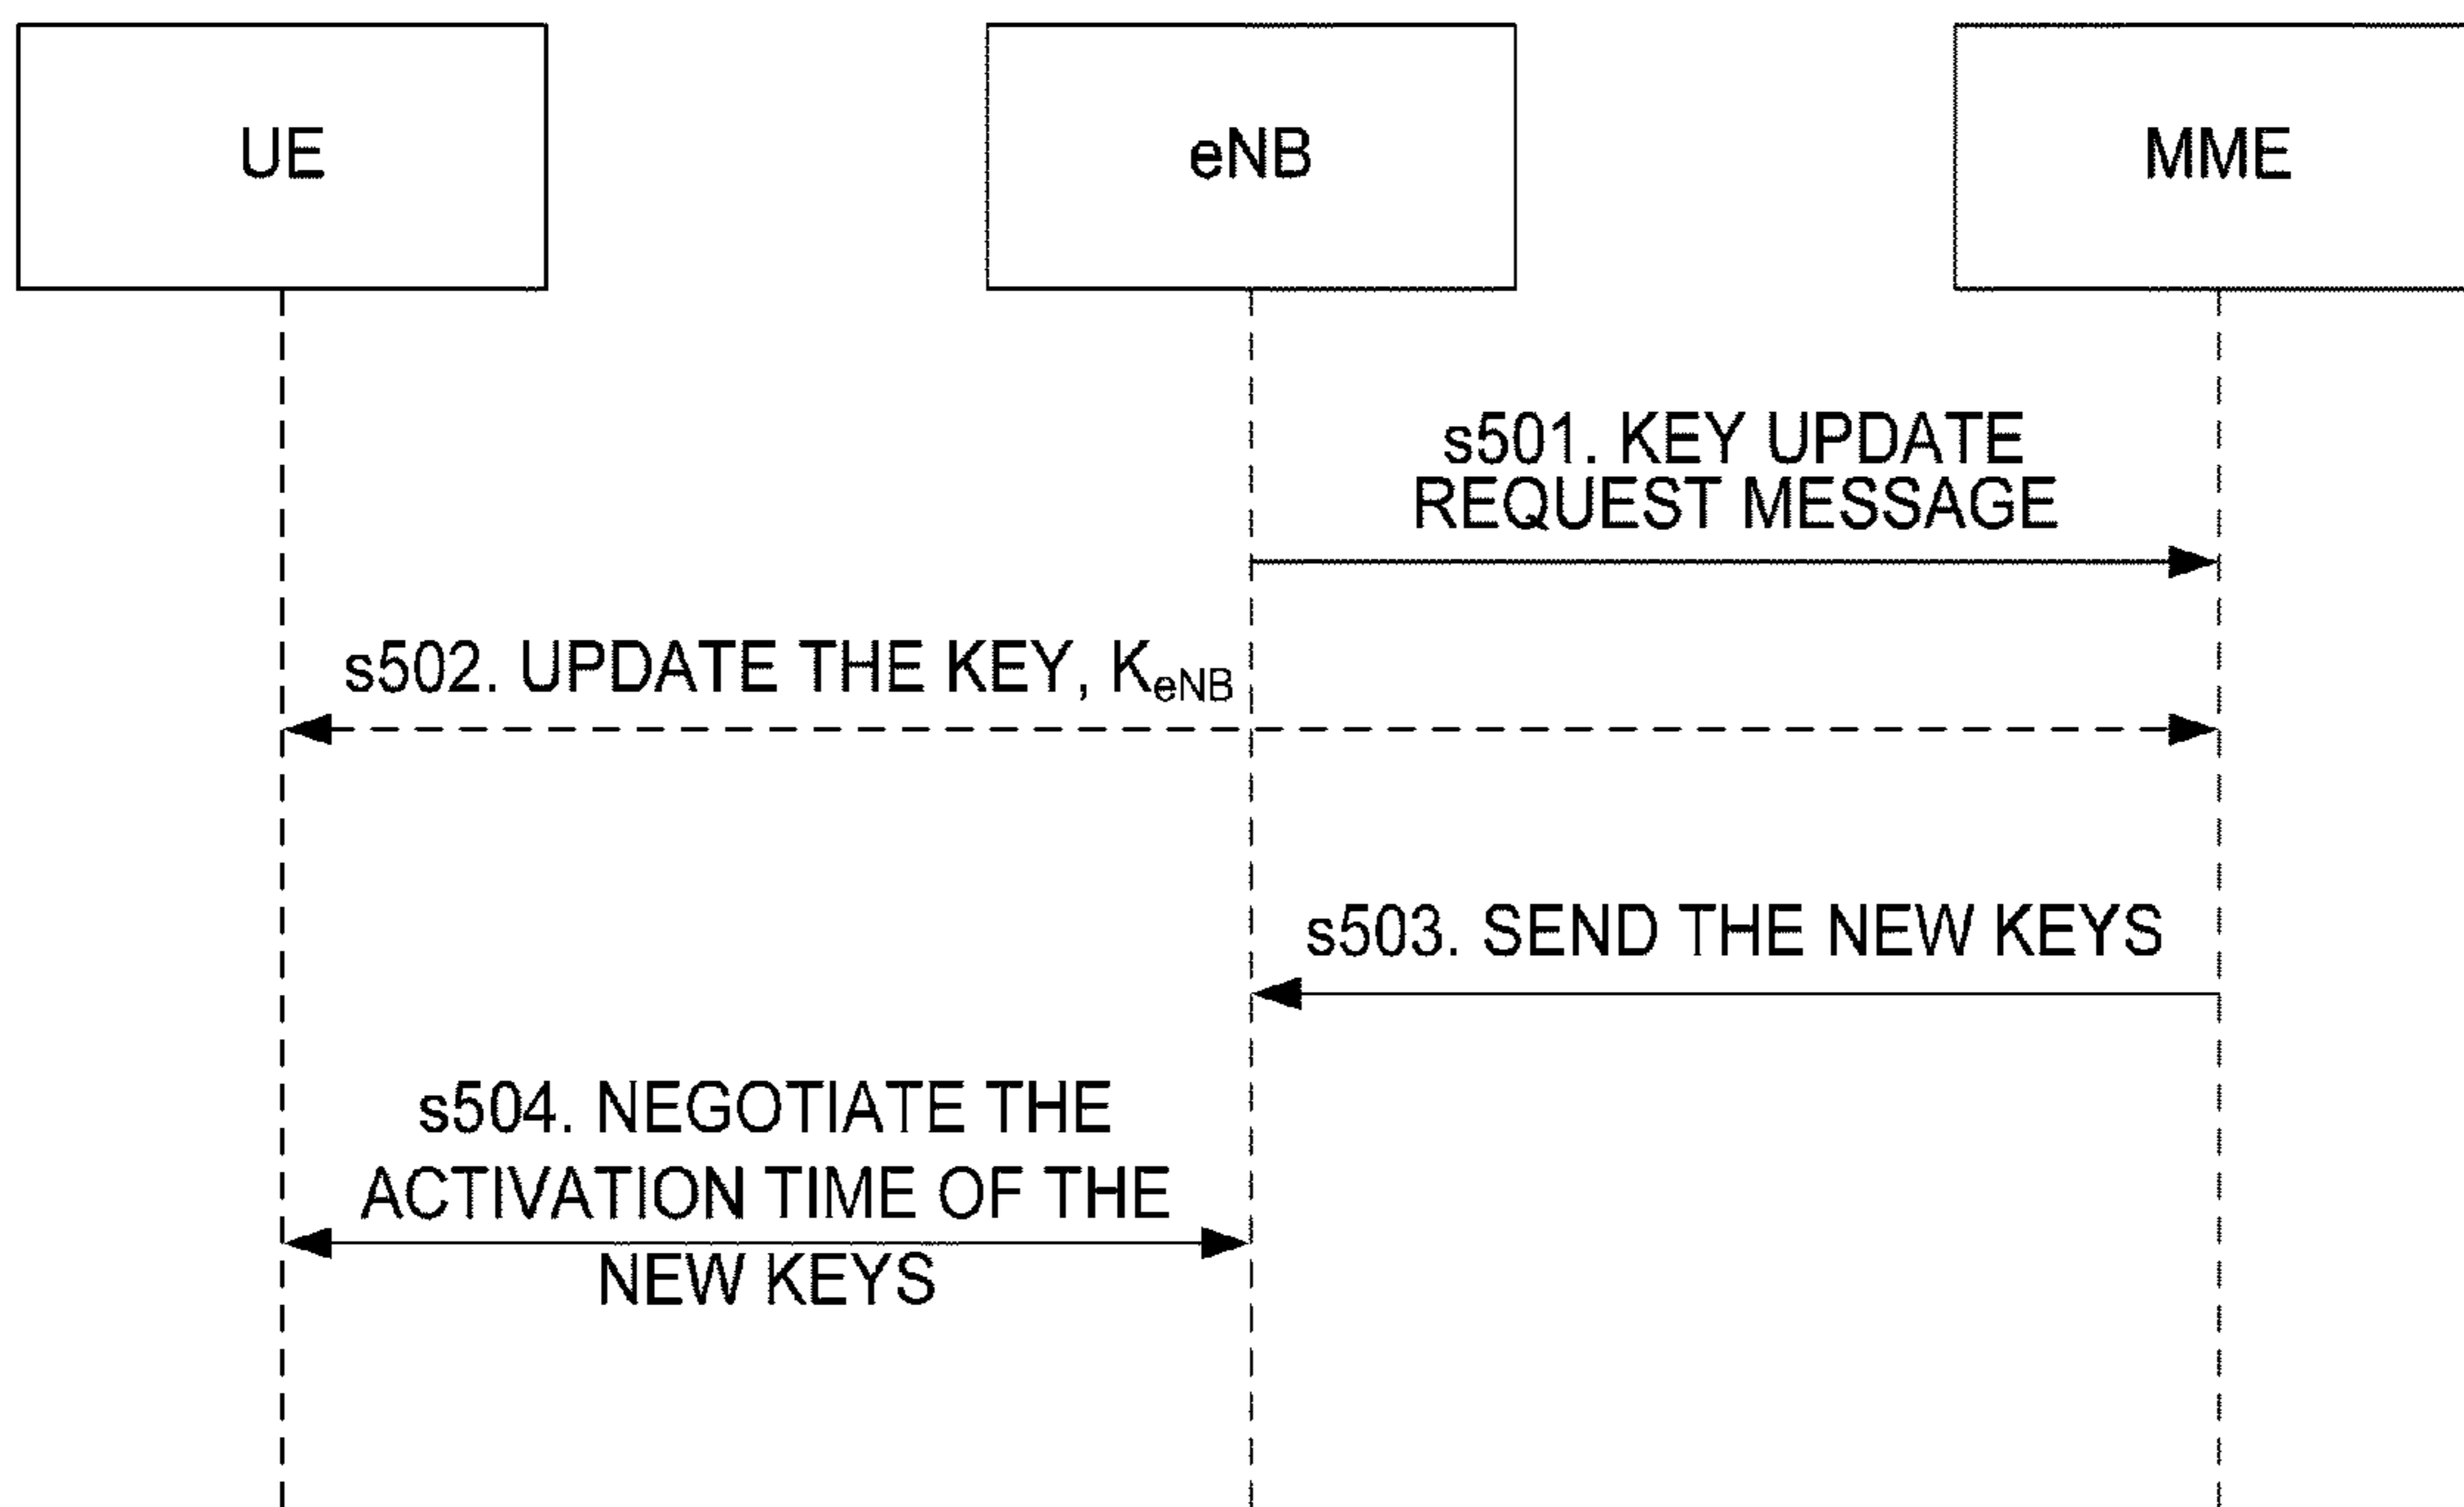 UE
eNB
MME
s501. KEY UPDATE
REQUEST MESSAGE
s502. UPDATE THE KEY, KeNB
s503. SEND THE NEW KEYS
s504. NEGOTIATE THE
ACTIVATION TIME OF THE
NEW KEYS